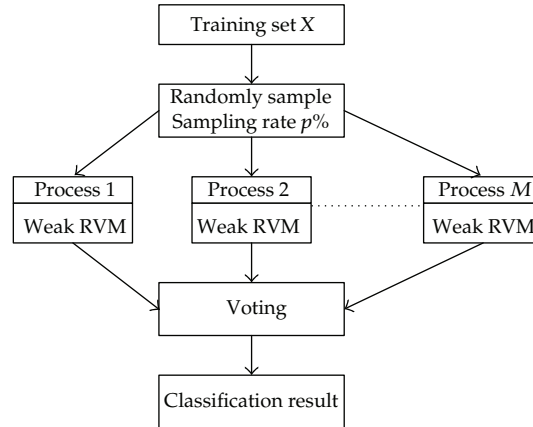 Training set X
Randomly sample
Sampling rate p%
Process 1
Process 2
Process M
Weak RVM
Weak RVM
Weak RVM
Voting
Classification result